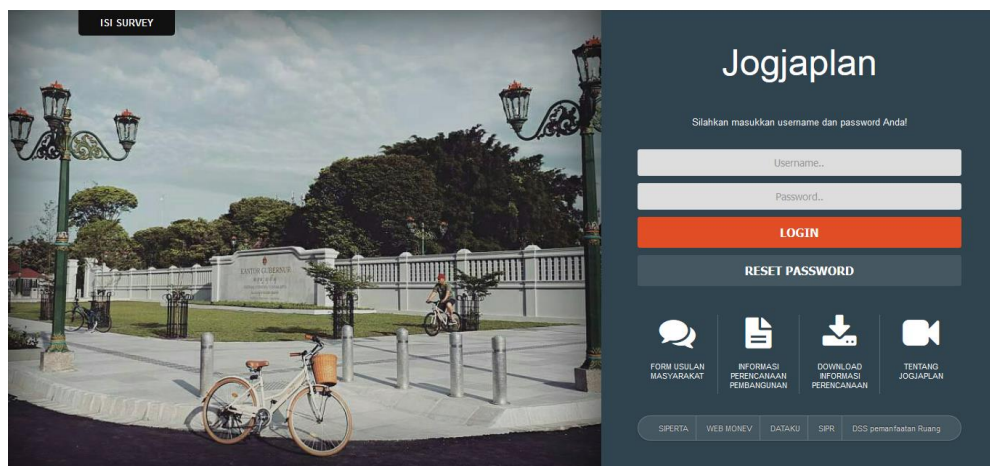 ISI SURVEY
KANTOR GUBERNUR
Jogjaplan
Silahkan masukkan username dan password Anda!
Username..
Password..
LOGIN
RESET PASSWORD
FORM USULAN
MASYARAKAT
INFORMASI
PERENCANAAN
PEMBANGUNAN
DOWNLOAD
INFORMASI
PERENCANAAN
TENTANG
JOGJAPLAN
SIPERTA
WEB MONEV
DATAKU
SIPR
DSS pemanfaatan Ruang